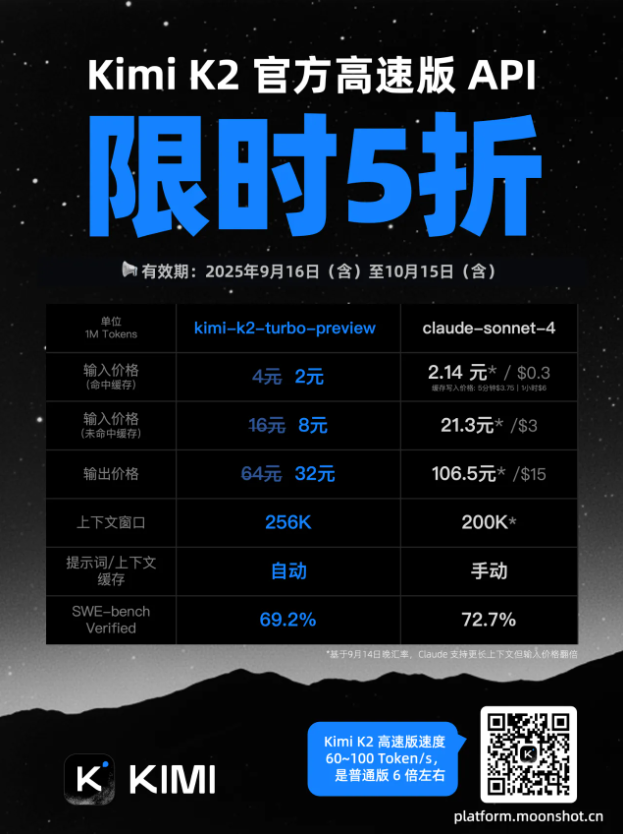 Kimi K2 官方高速版 API
限时5折
有效期：2025年9月16日（含）至10月15日（含）
单位
1M Tokens
kimi-k2-turbo-preview
claude-sonnet-4
输入价格
（命中缓存）
4元 2元
2.14 元* / $0.3
缓存写入价格: 5分钟$3.75 | 1小时$6
输入价格
（未命中缓存）
16元 8元
21.3元* /$3
输出价格
64元 32元
106.5元* /$15
上下文窗口
256K
200K*
提示词/上下文
缓存
自动
手动
SWE-bench
Verified
69.2%
72.7%
*基于9月14日晚汇率，Claude 支持更长上下文但输入价格翻倍
Kimi K2 高速版速度
60~100 Token/s，
是普通版 6 倍左右
KIMI
platform.moonshot.cn